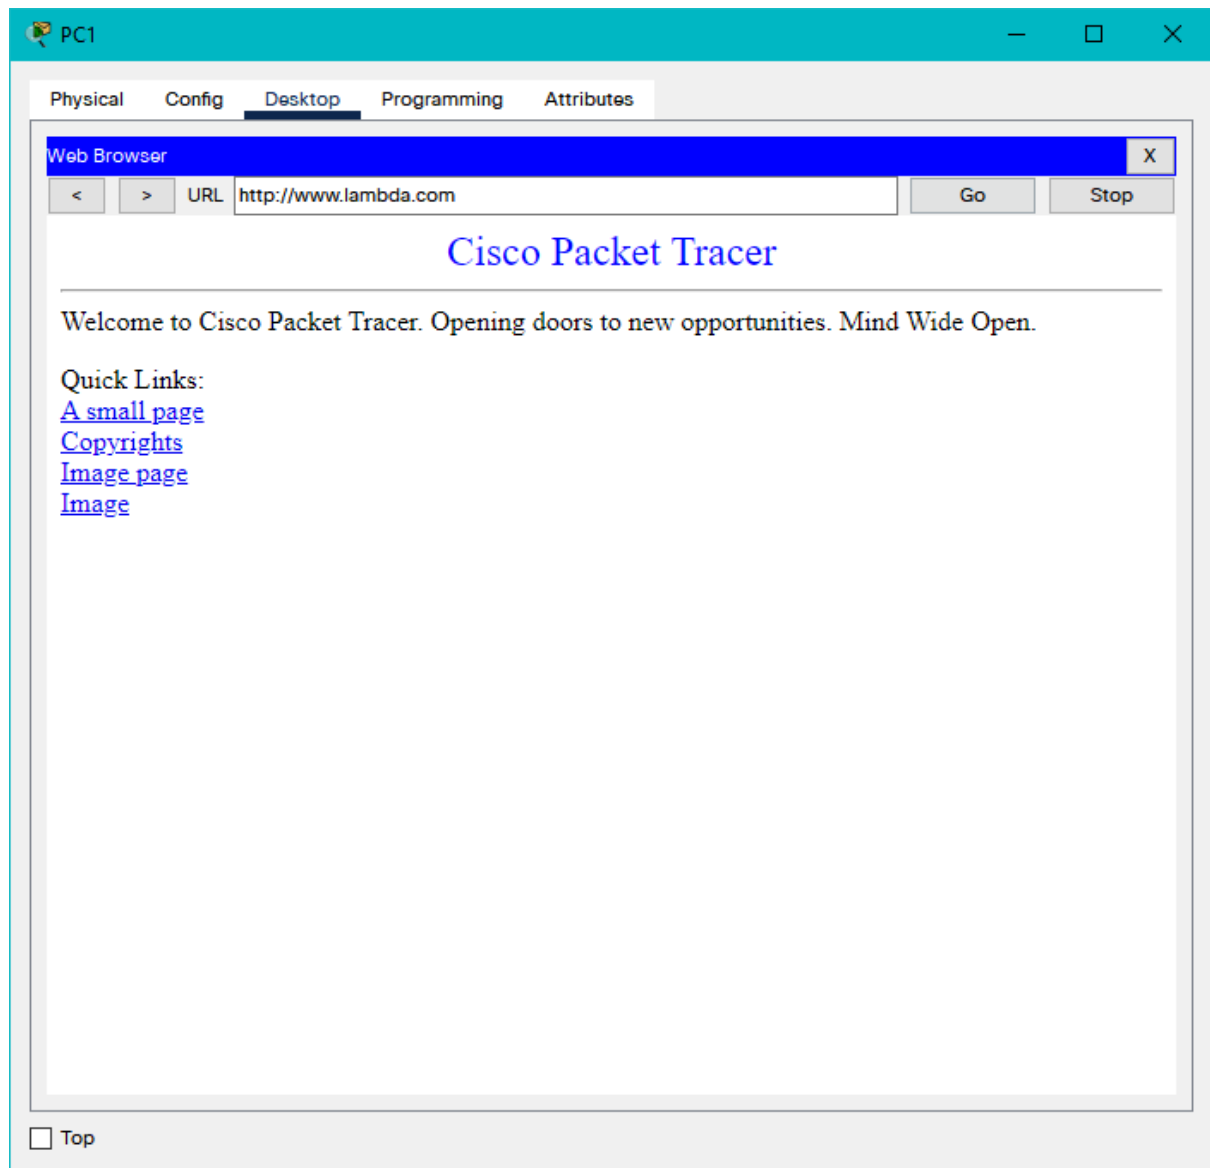 PC1
Physical Config Desktop Programming Attributes
Web Browser X
< > URL http://www.lambda.com Go Stop
Cisco Packet Tracer
Welcome to Cisco Packet Tracer. Opening doors to new opportunities. Mind Wide Open.
Quick Links:
A small page
Copyrights
Image page
Image
Top